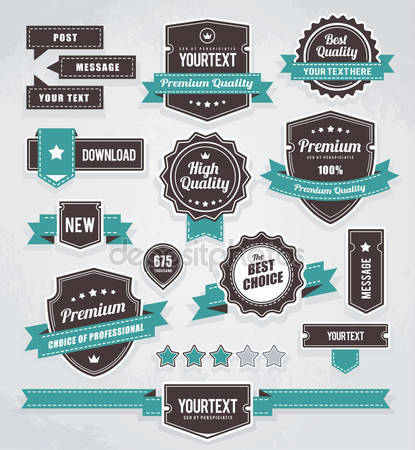 POST
MESSAGE
YOUR TEXT
SED UT PERSPICIATIS
YOURTEXT
Premium Quality
Best
Quality
YOUR TEXT HERE
DOWNLOAD
High
Quality
Premium
SED UT PERSPICIATIS
100%
Premium Quality
NEW
675
THOUSAND
The
BEST
CHOICE
MESSAGE
Premium
CHOICE OF PROFESSIONAL
YOURTEXT
YOURTEXT
SED UT PERSPICIATIS
depositphotos